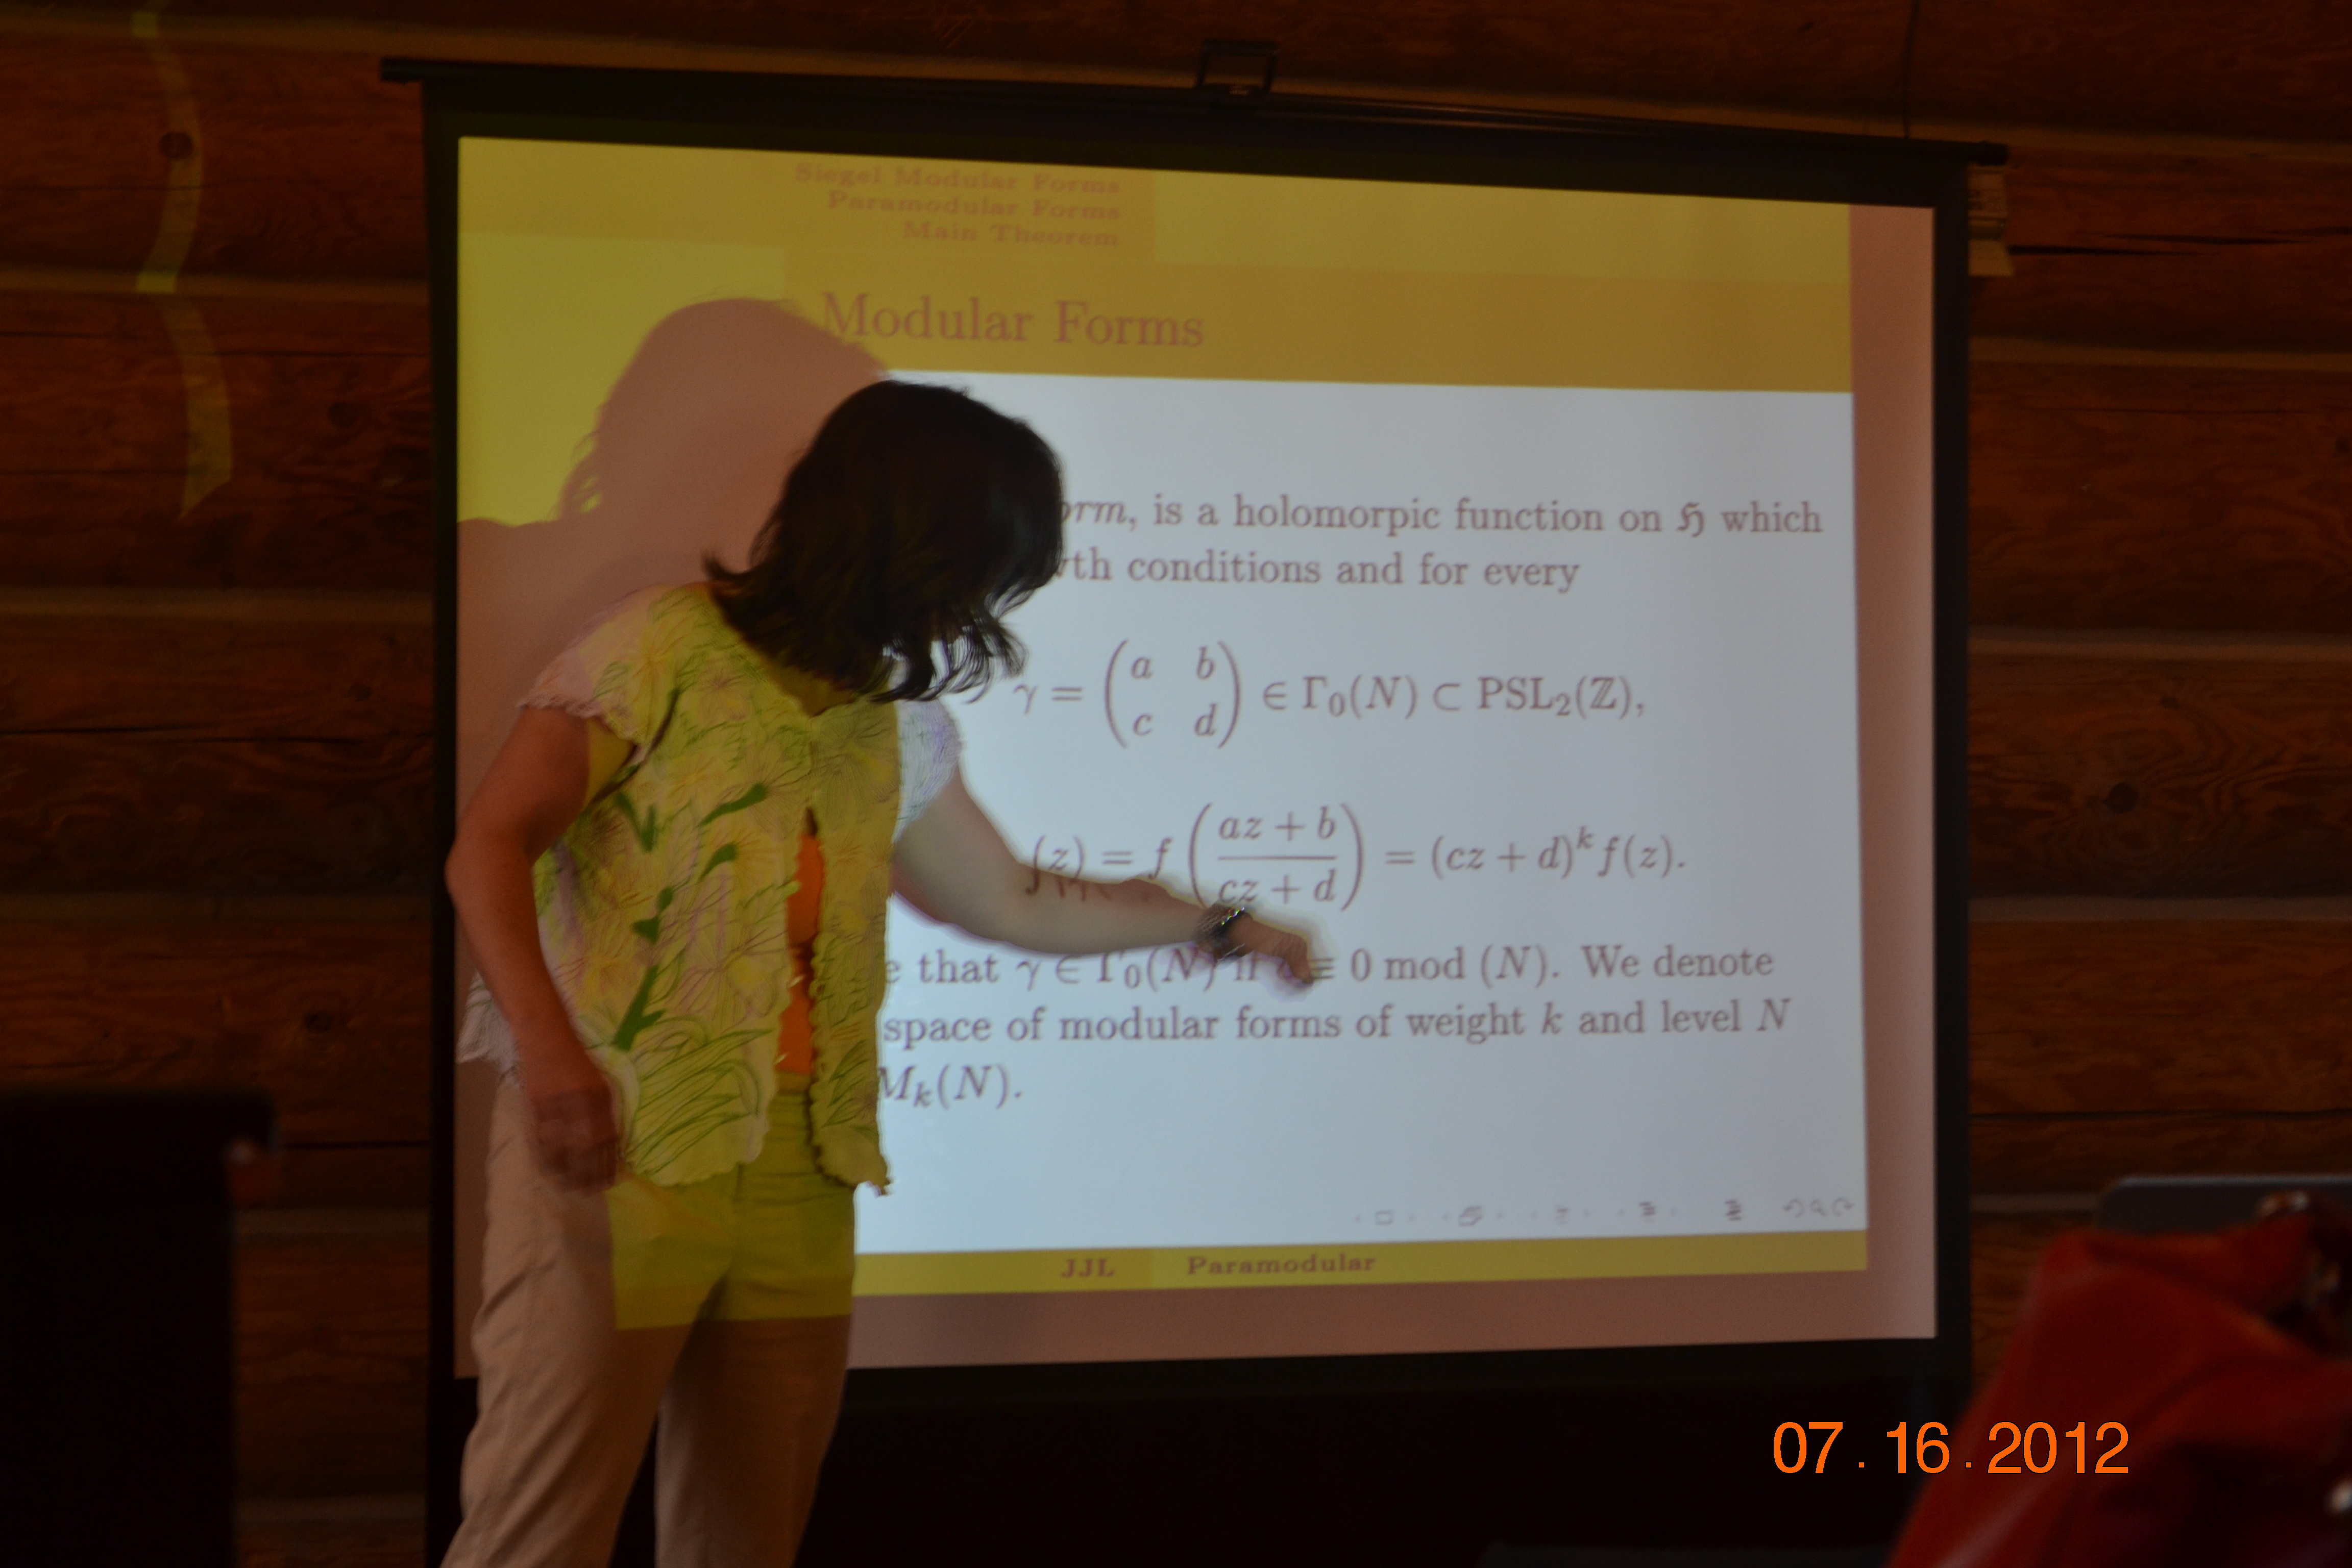 Siegel Modular Forms
Paramodular Forms
Main Theorem
Modular Forms
orm, is a holomorpic function on ℌ which
wth conditions and for every
γ = ( a b ; c d ) ∈ Γ₀(N) ⊂ PSL₂(ℤ),
(z) = f ( az + b / cz + d ) = (cz + d)ᵏ f(z).
e that γ ∈ Γ₀(N) ≡ 0 mod (N). We denote
space of modular forms of weight k and level N
Mₖ(N).
JJL Paramodular
07.16.2012